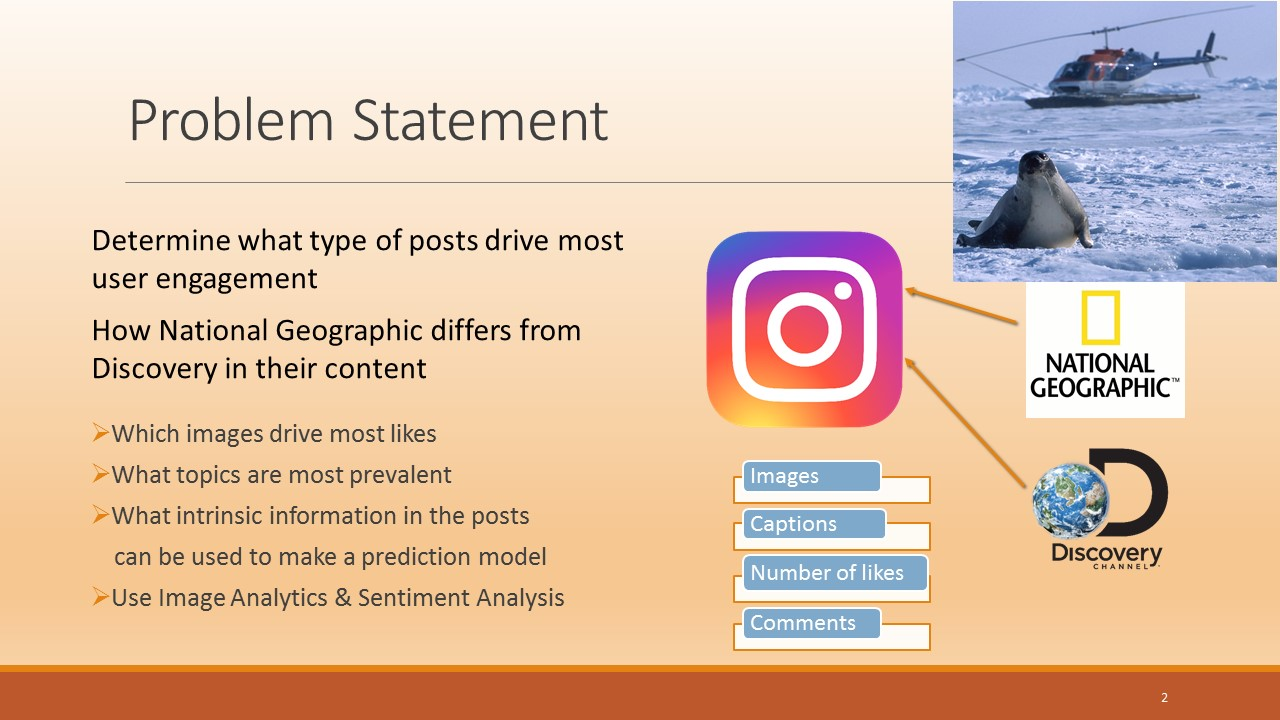 Problem Statement
Determine what type of posts drive most
user engagement
How National Geographic differs from
Discovery in their content
Which images drive most likes
What topics are most prevalent
What intrinsic information in the posts
can be used to make a prediction model
Use Image Analytics & Sentiment Analysis
Images
Captions
Number of likes
Comments
NATIONAL
GEOGRAPHIC™
Discovery
CHANNEL™
2